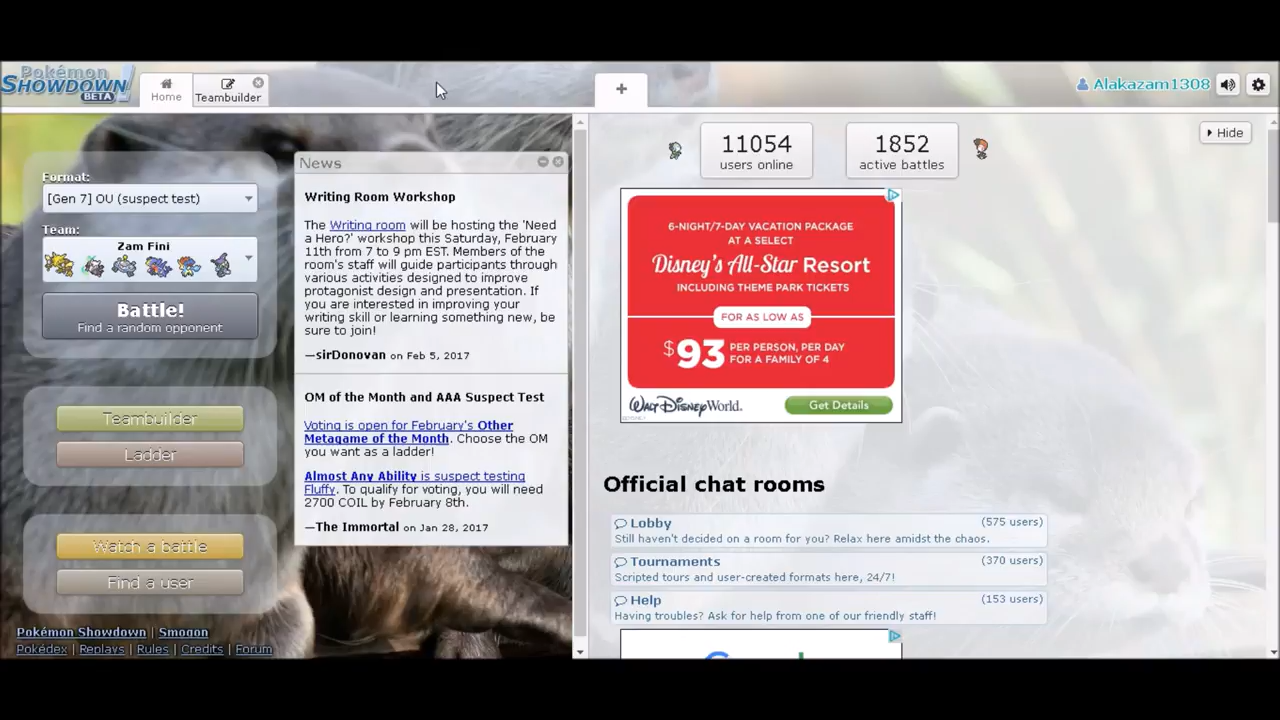 Pokémon
SHOWDOWN!
BETA
Home
Teambuilder
+
Alakazam1308
Format:
[Gen 7] OU (suspect test)
Team:
Zam Fini
Battle!
Find a random opponent
Teambuilder
Ladder
Watch a battle
Find a user
Pokémon Showdown | Smogon
Pokédex | Replays | Rules | Credits | Forum
News
Writing Room Workshop
The Writing room will be hosting the 'Need
a Hero?' workshop this Saturday, February
11th from 7 to 9 pm EST. Members of the
room's staff will guide participants through
various activities designed to improve
protagonist design and presentation. If
you are interested in improving your
writing skill or learning something new, be
sure to join!
—sirDonovan on Feb 5, 2017
OM of the Month and AAA Suspect Test
Voting is open for February's Other
Metagame of the Month. Choose the OM
you want as a ladder!
Almost Any Ability is suspect testing
Fluffy. To qualify for voting, you will need
2700 COIL by February 8th.
—The Immortal on Jan 28, 2017
11054
users online
1852
active battles
Hide
6-NIGHT/7-DAY VACATION PACKAGE
AT A SELECT
Disney's All-Star Resort
INCLUDING THEME PARK TICKETS
FOR AS LOW AS
$93 PER PERSON, PER DAY
FOR A FAMILY OF 4
WALT DISNEY World.
Get Details
Official chat rooms
Lobby (575 users)
Still haven't decided on a room for you? Relax here amidst the chaos.
Tournaments (370 users)
Scripted tours and user-created formats here, 24/7!
Help (153 users)
Having troubles? Ask for help from one of our friendly staff!